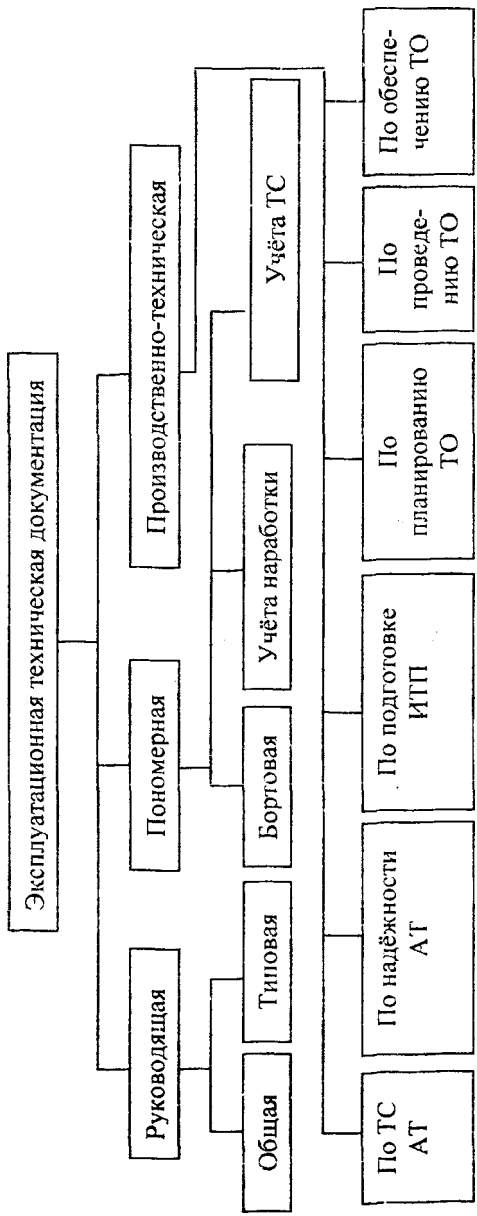 Эксплуатационная техническая документация
Руководящая
Пономерная
Производственно-техническая
Общая
Типовая
Бортовая
Учёта наработки
Учёта ТС
По ТС
АТ
По надёжности
АТ
По подготовке
ИТП
По
планированию
ТО
По
проведе-
нию ТО
По обеспе-
чению ТО